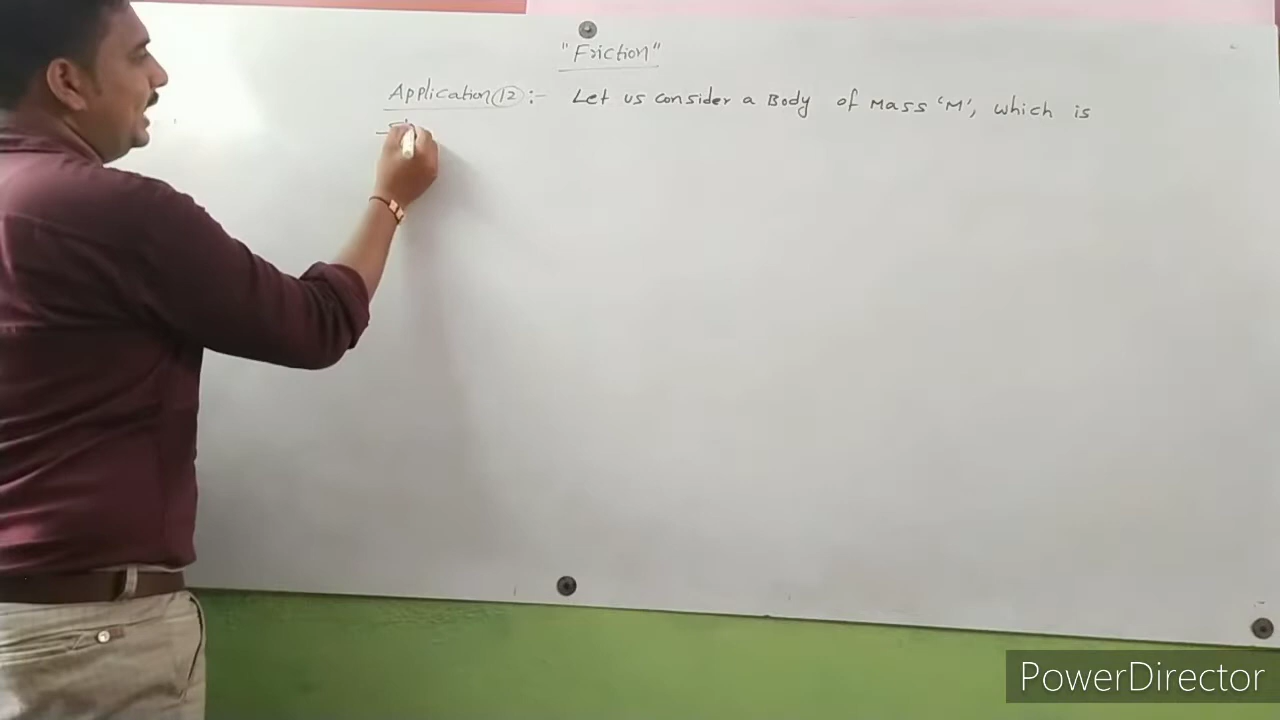 "Friction"
Application 12 :- Let us consider a Body of Mass 'M', which is
PowerDirector